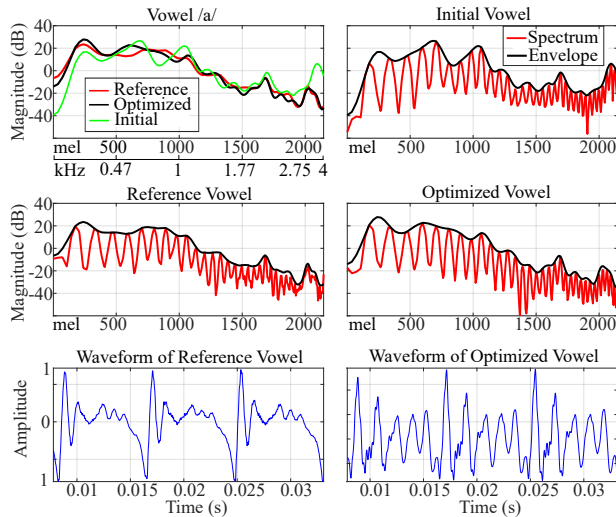 Vowel /a/
Initial Vowel
Magnitude (dB)
40
20
0
-20
-40
Reference
Optimized
Initial
Spectrum
Envelope
mel 500 1000 1500 2000
kHz 0.47 1 1.77 2.75 4
mel 500 1000 1500 2000
Reference Vowel
Optimized Vowel
Magnitude (dB)
40
20
0
-20
-40
mel 500 1000 1500 2000
mel 500 1000 1500 2000
Waveform of Reference Vowel
Waveform of Optimized Vowel
Amplitude
1
0
1
0.01 0.015 0.02 0.025 0.03
0.01 0.015 0.02 0.025 0.03
Time (s)
Time (s)